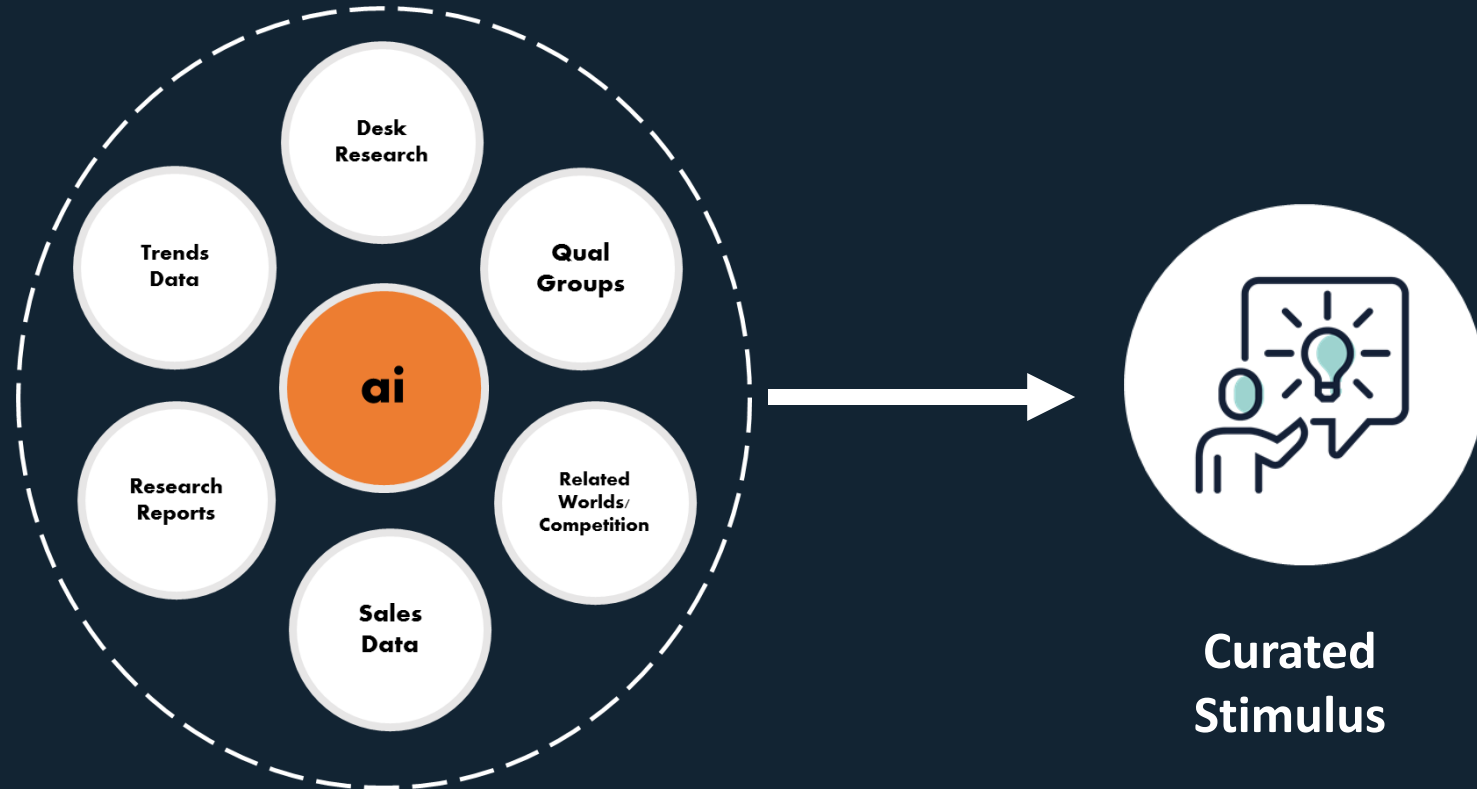 Desk
Research
Trends
Data
Qual
Groups
ai
Research
Reports
Related
Worlds/
Competition
Sales
Data
Curated
Stimulus